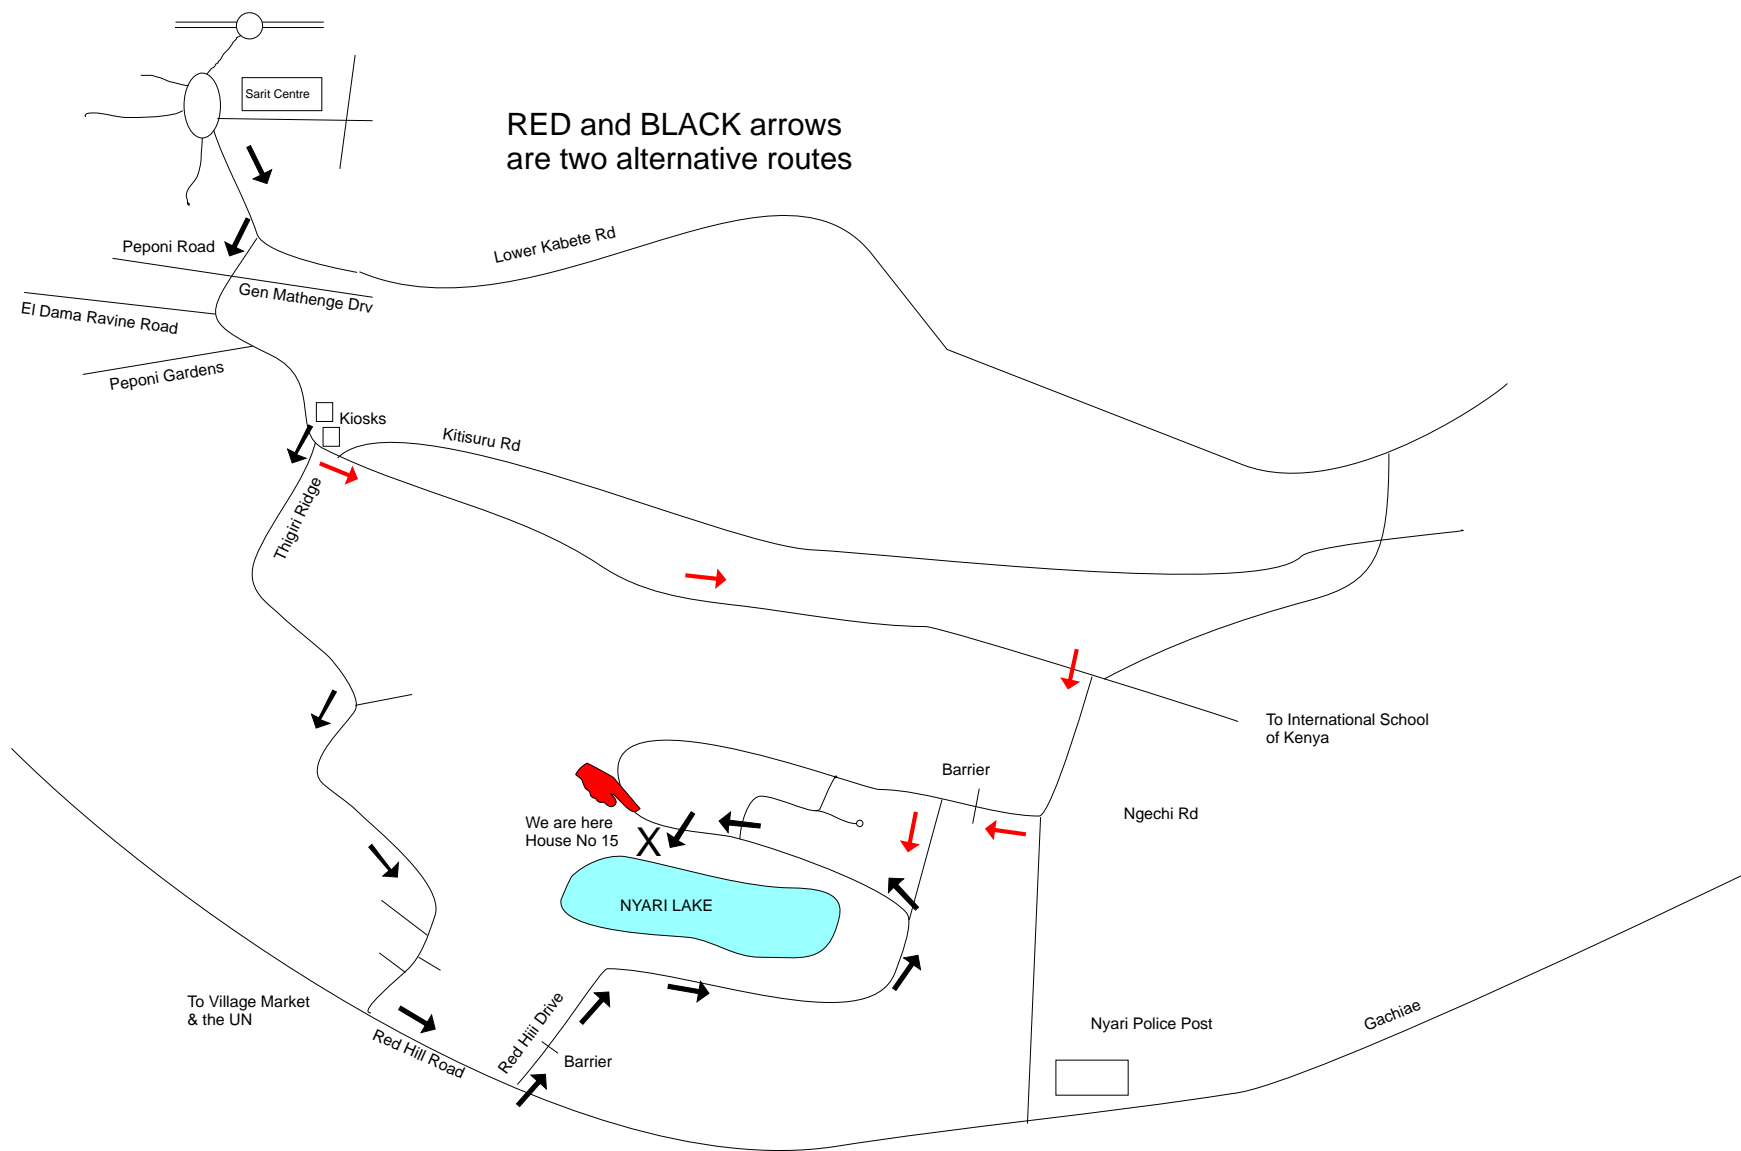 Sarit Centre
RED and BLACK arrows
are two alternative routes
Peponi Road
Lower Kabete Rd
Gen Mathenge Drv
El Dama Ravine Road
Peponi Gardens
Kiosks
Kitisuru Rd
Thigiri Ridge
To International School
of Kenya
Barrier
Ngechi Rd
We are here
House No 15
X
NYARI LAKE
To Village Market
& the UN
Red Hill Road
Red Hiii Drive
Barrier
Nyari Police Post
Gachiae